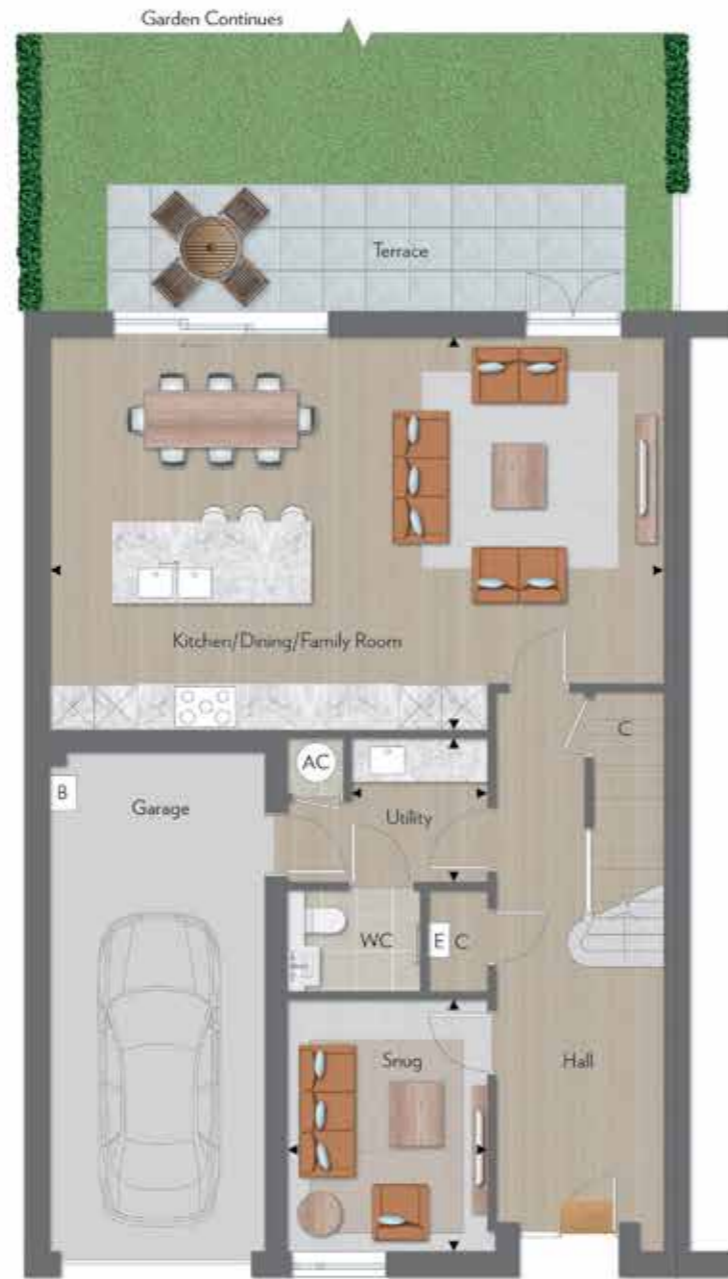 Garden Continues
Terrace
Kitchen/Dining/Family Room
C
AC
B
Garage
Utility
WC
E
C
Snug
Hall